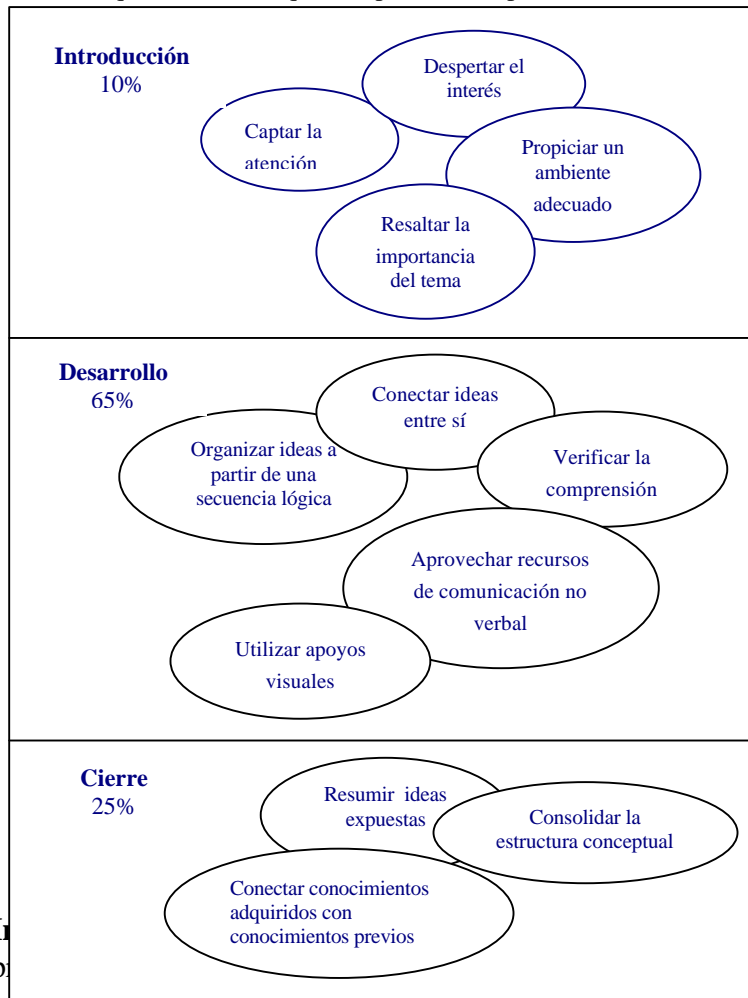 Introducción
10%
Despertar el
interés
Captar la
atención
Propiciar un
ambiente
adecuado
Resaltar la
importancia
del tema
Desarrollo
65%
Conectar ideas
entre sí
Organizar ideas a
partir de una
secuencia lógica
Verificar la
comprensión
Aprovechar recursos
de comunicación no
verbal
Utilizar apoyos
visuales
Cierre
25%
Resumir ideas
expuestas
Consolidar la
estructura conceptual
Conectar conocimientos
adquiridos con
conocimientos previos